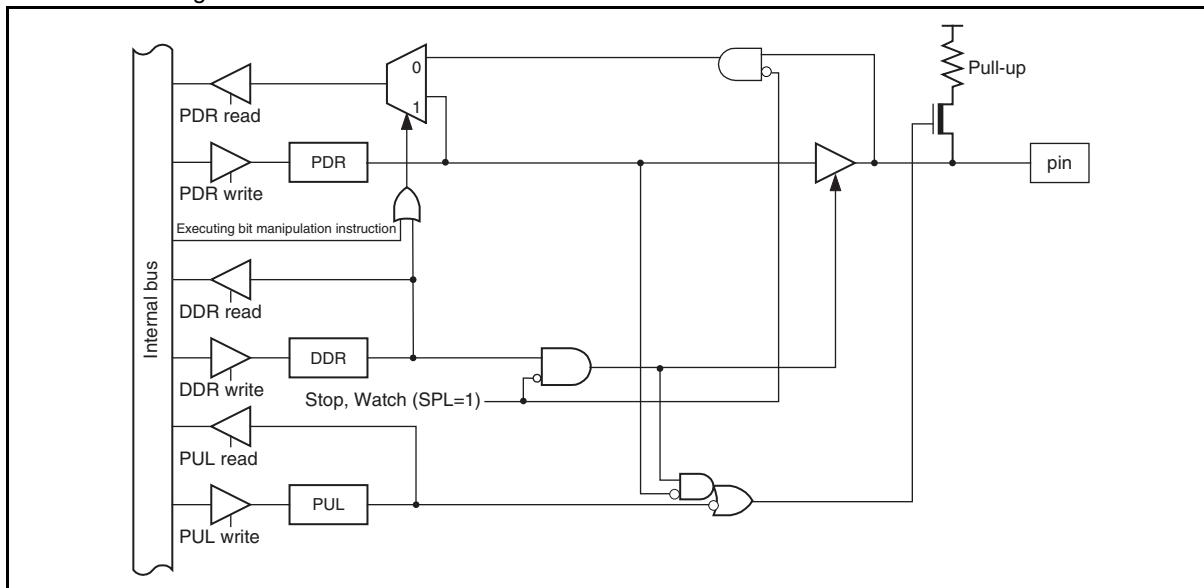 0
Pull-up
PDR read
1
PDR
pin
PDR write
Executing bit manipulation instruction
Internal bus
DDR read
DDR
DDR write
Stop, Watch (SPL=1)
PUL read
PUL
PUL write